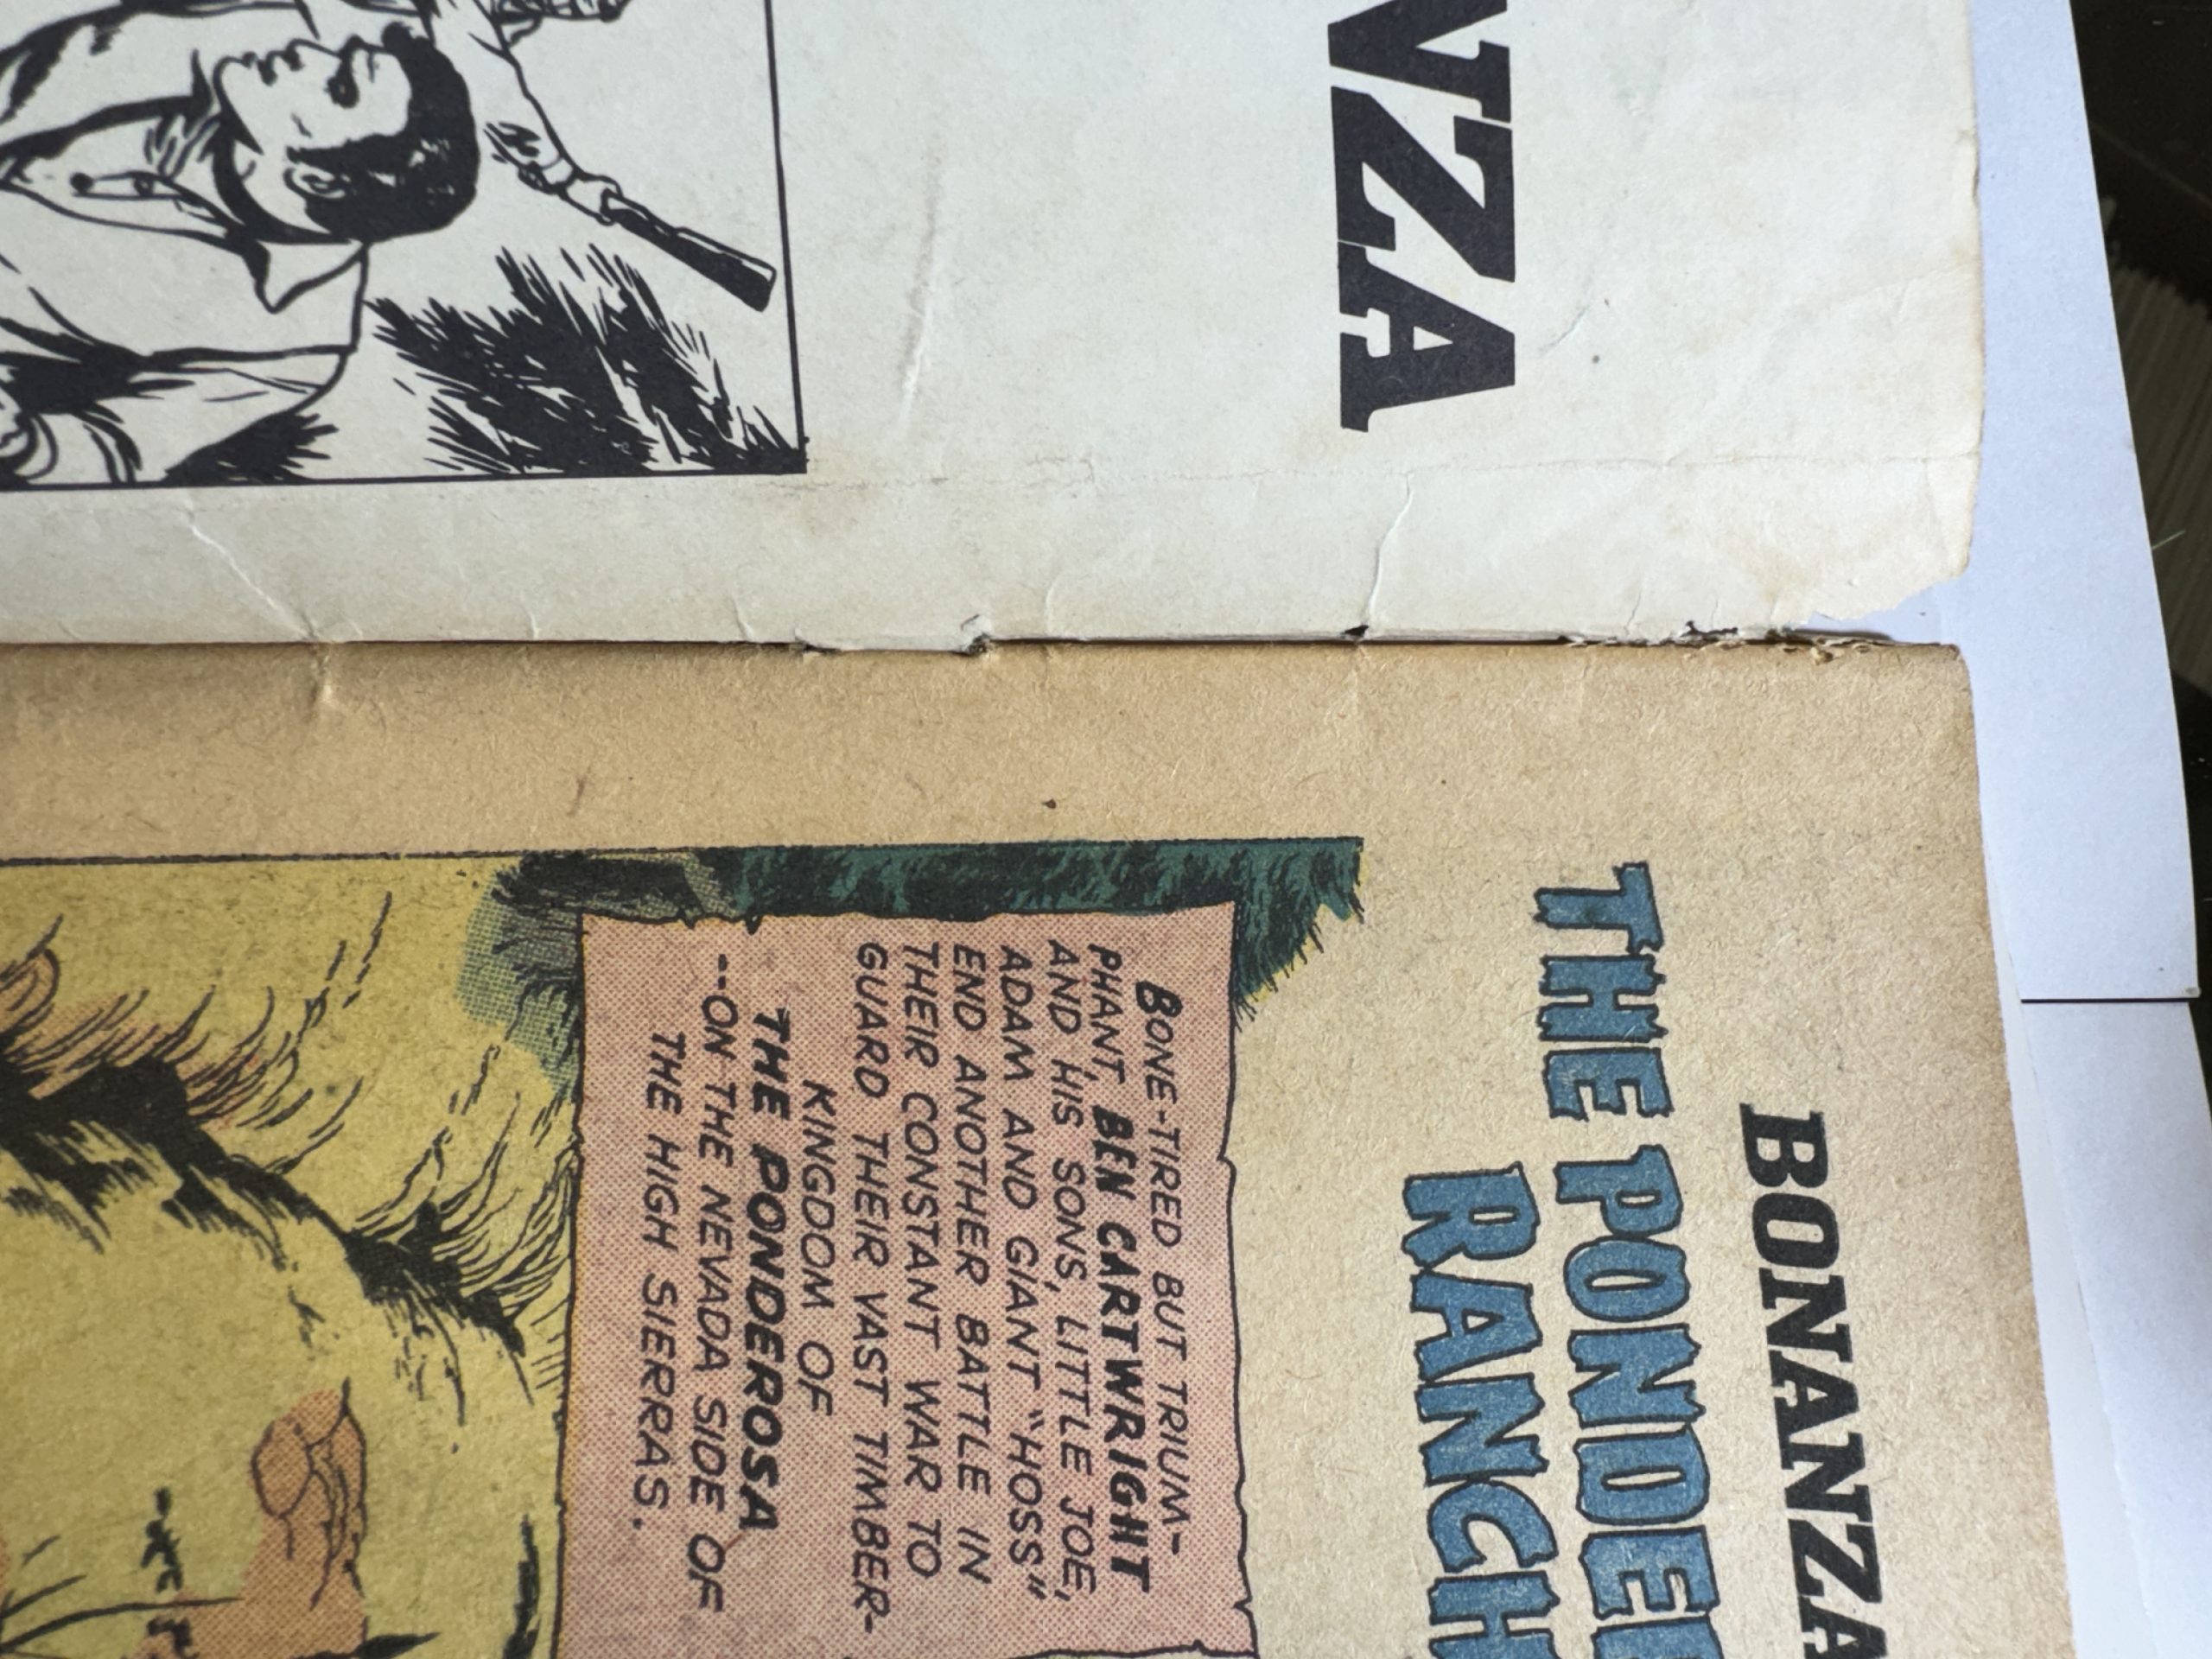 NZA
BONANZA
THE PONDE
RANCH
BONE-TIRED BUT TRIUM-
PHANT, BEN CARTWRIGHT
AND HIS SONS, LITTLE JOE,
ADAM AND GIANT "HOSS"
END ANOTHER BATTLE IN
THEIR CONSTANT WAR TO
GUARD THEIR VAST TIMBER-
KINGDOM OF
THE PONDEROSA
--ON THE NEVADA SIDE OF
THE HIGH SIERRAS.